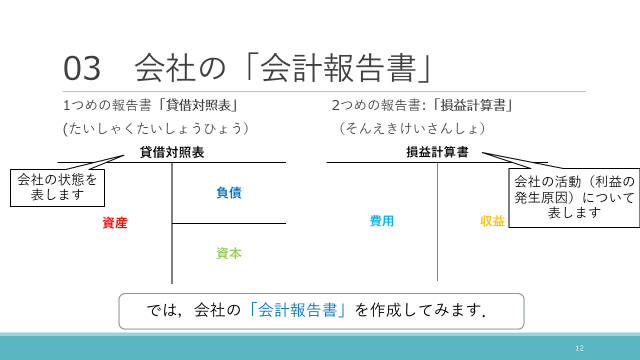 03　会社の「会計報告書」
1つめの報告書「貸借対照表」
(たいしゃくたいしょうひょう）
2つめの報告書:「損益計算書」
（そんえきけいさんしょ）
貸借対照表
会社の状態を
表します
資産
負債
資本
損益計算書
会社の活動（利益の
発生原因）について
表します
費用
収益
では，会社の「会計報告書」を作成してみます．
12